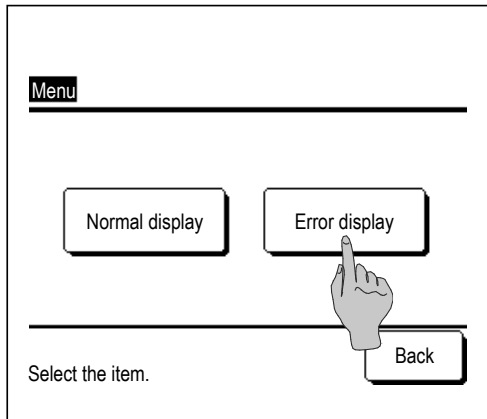 Menu
Normal display
Error display
Back
Select the item.